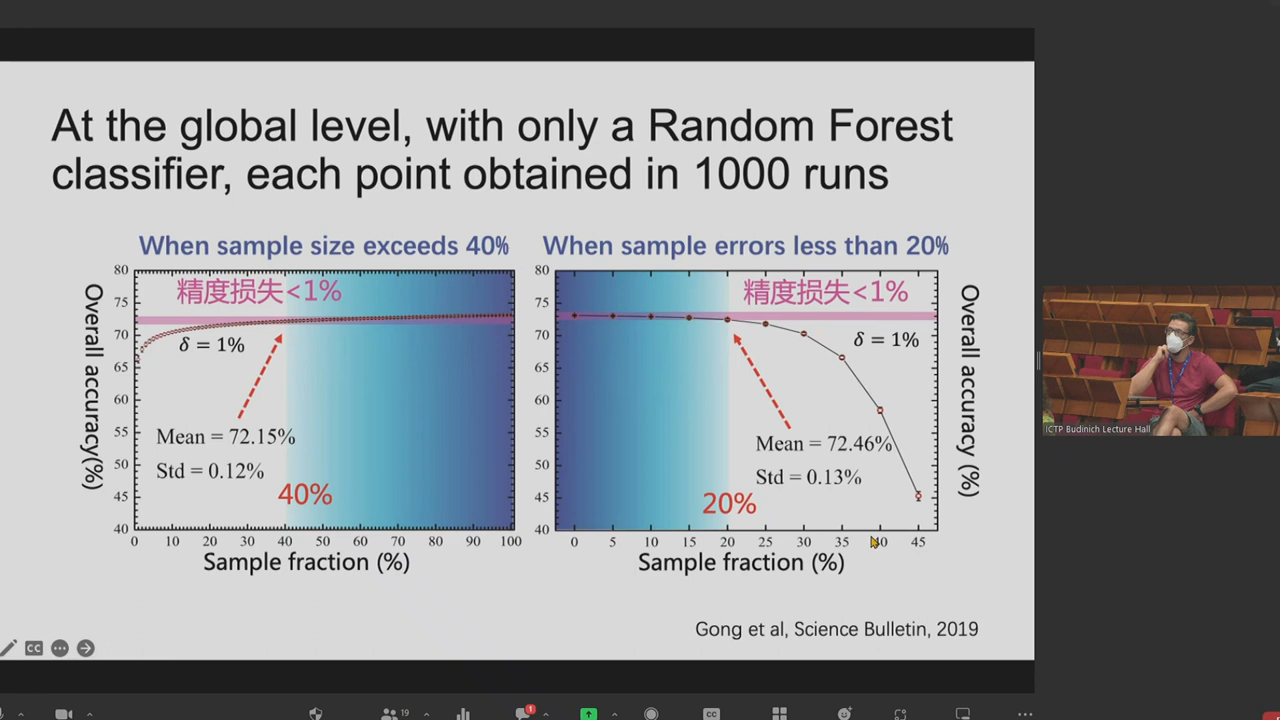 At the global level, with only a Random Forest
classifier, each point obtained in 1000 runs
When sample size exceeds 40%
80
75
70
65
60
55
50
45
40
Overall accuracy(%)
精度损失<1%
δ = 1%
Mean = 72.15%
Std = 0.12%
40%
0 10 20 30 40 50 60 70 80 90 100
Sample fraction (%)
When sample errors less than 20%
80
75
70
65
60
55
50
45
40
精度损失<1%
δ = 1%
Mean = 72.46%
Std = 0.13%
20%
Overall accuracy (%)
0 5 10 15 20 25 30 35 40 45
Sample fraction (%)
Gong et al, Science Bulletin, 2019
ICTP Budinich Lecture Hall
CC
19
1
CC